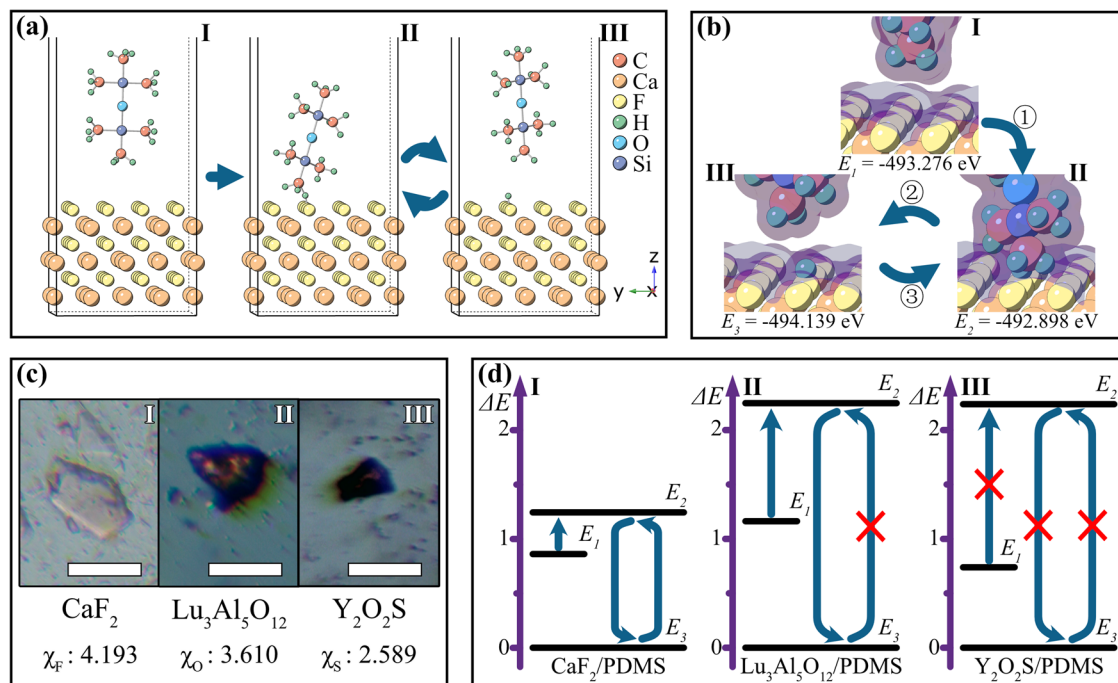 (a)
I
II
III
C
Ca
F
H
O
Si
z
y
x
(b)
I
①
E₁ = -493.276 eV
III
②
II
③
E₃ = -494.139 eV
E₂ = -492.898 eV
(c)
I
II
III
CaF₂
Lu₃Al₅O₁₂
Y₂O₂S
χF : 4.193
χO : 3.610
χS : 2.589
(d)
I
ΔE
2
1
0
E₂
E₁
E₃
CaF₂/PDMS
II
ΔE
2
1
0
E₂
E₁
E₃
Lu₃Al₅O₁₂/PDMS
III
ΔE
2
1
0
E₂
E₁
E₃
Y₂O₂S/PDMS